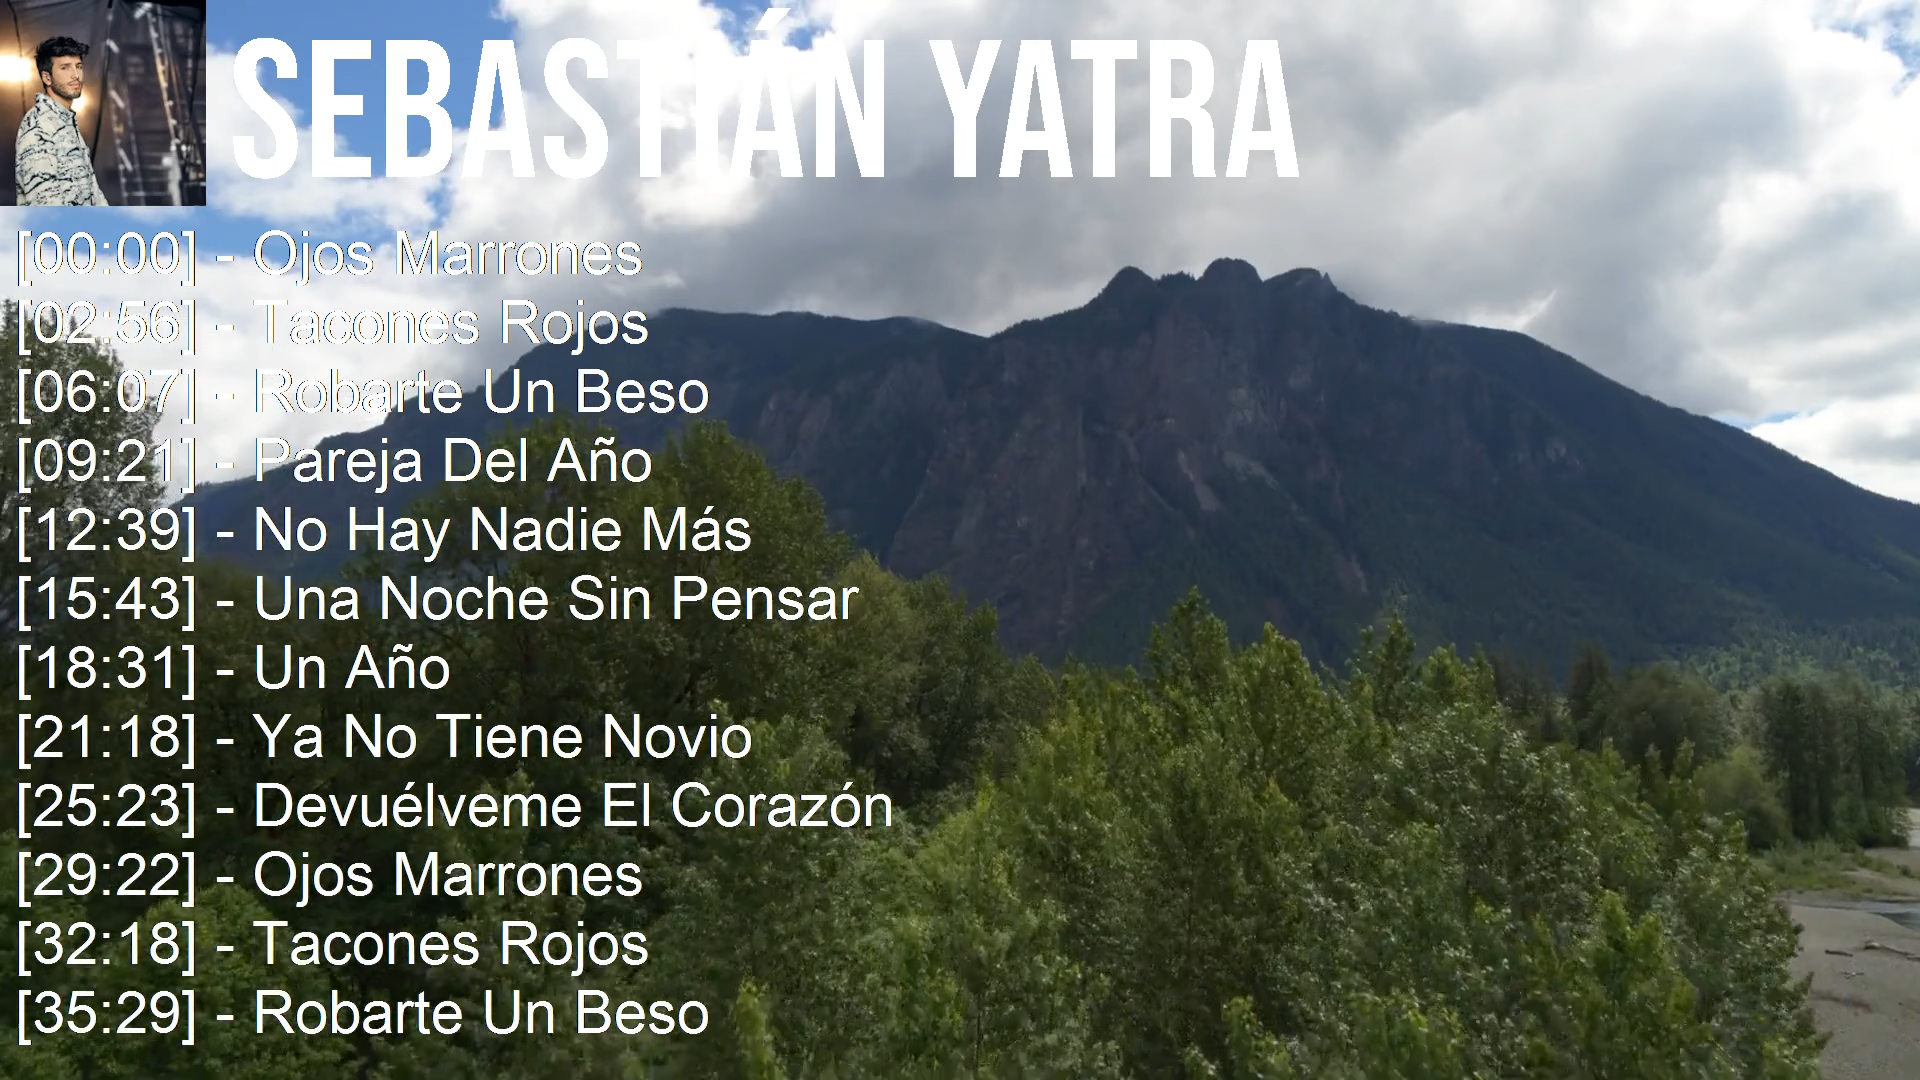 SEBASTIÁN YATRA
[00:00] - Ojos Marrones
[02:56] - Tacones Rojos
[06:07] - Robarte Un Beso
[09:21] - Pareja Del Año
[12:39] - No Hay Nadie Más
[15:43] - Una Noche Sin Pensar
[18:31] - Un Año
[21:18] - Ya No Tiene Novio
[25:23] - Devuélveme El Corazón
[29:22] - Ojos Marrones
[32:18] - Tacones Rojos
[35:29] - Robarte Un Beso